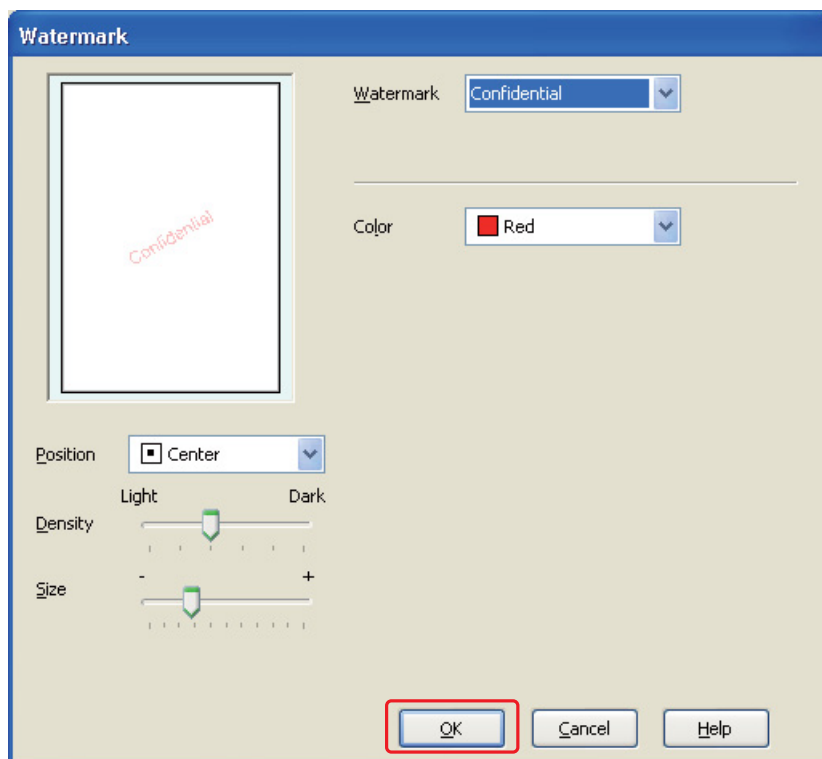 Watermark
Watermark Confidential
Confidential
Color Red
Position Center
Light Dark
Density
- +
Size
OK Cancel Help